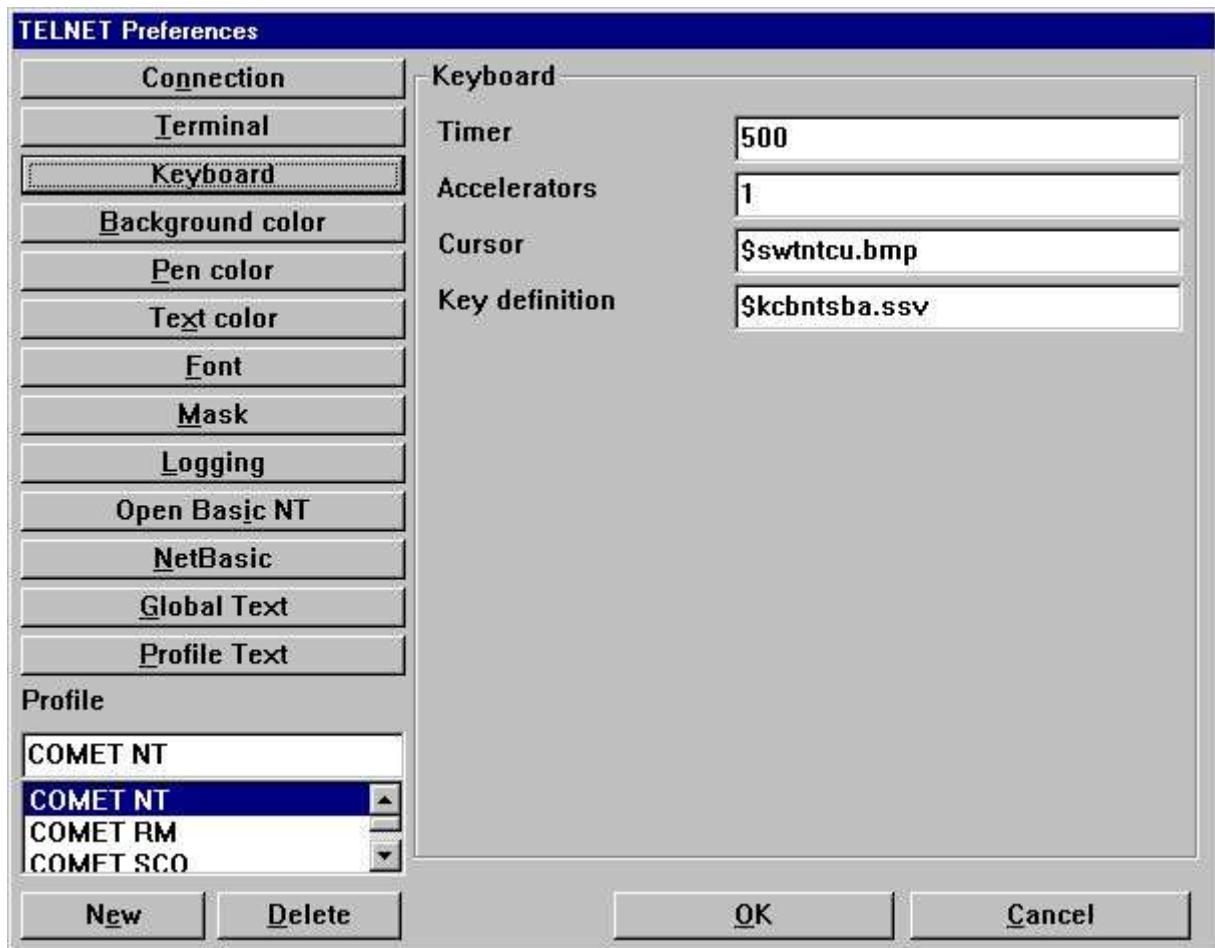 TELNET Preferences
Connection
Terminal
Keyboard
Background color
Pen color
Text color
Font
Mask
Logging
Open Basic NT
NetBasic
Global Text
Profile Text
Profile
COMET NT
COMET NT
COMET RM
COMET SCO
New
Delete
Keyboard
Timer
500
Accelerators
1
Cursor
$swtntcu.bmp
Key definition
$kcbntsba.ssv
OK
Cancel